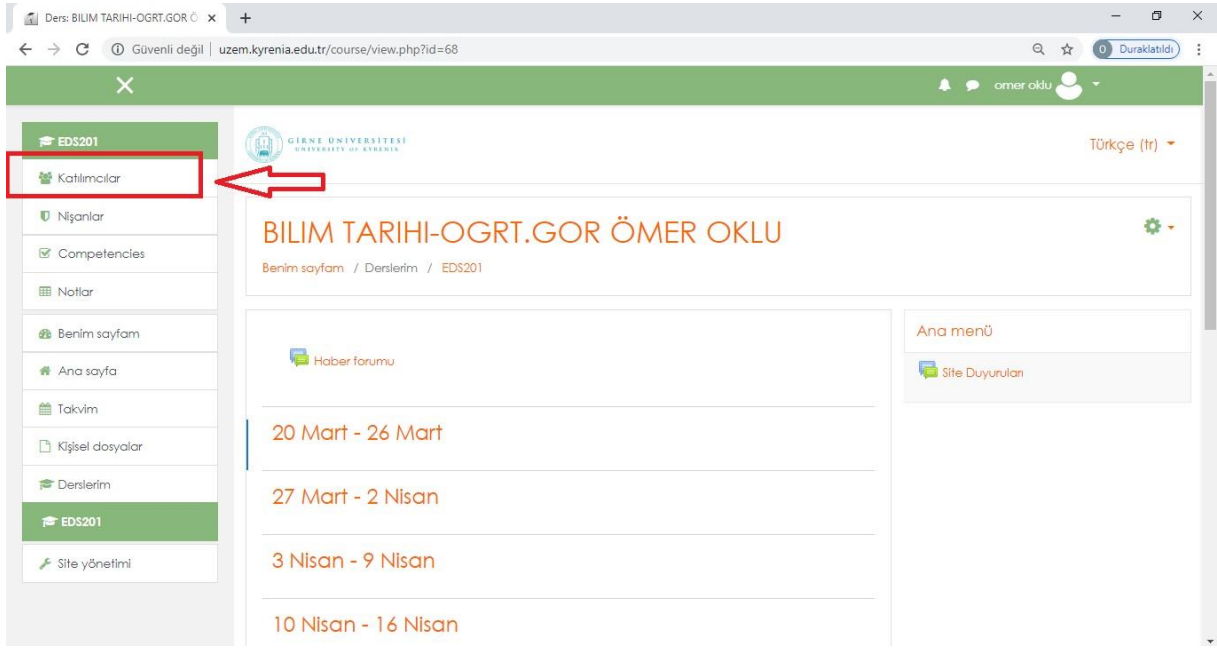 Ders: BILIM TARIHI-OGRT.GOR Ö
Güvenli değil | uzem.kyrenia.edu.tr/course/view.php?id=68
O Duraklatıldı
omer oklu
EDS201
Katılımcılar
Nişanlar
Competencies
Notlar
Benim sayfam
Ana sayfa
Takvim
Kişisel dosyalar
Derslerim
EDS201
Site yönetimi
GİRNE ÜNİVERSİTESİ
UNIVERSITY OF KYRENIA
Türkçe (tr)
BILIM TARIHI-OGRT.GOR ÖMER OKLU
Benim sayfam / Derslerim / EDS201
Haber forumu
20 Mart - 26 Mart
27 Mart - 2 Nisan
3 Nisan - 9 Nisan
10 Nisan - 16 Nisan
Ana menü
Site Duyuruları